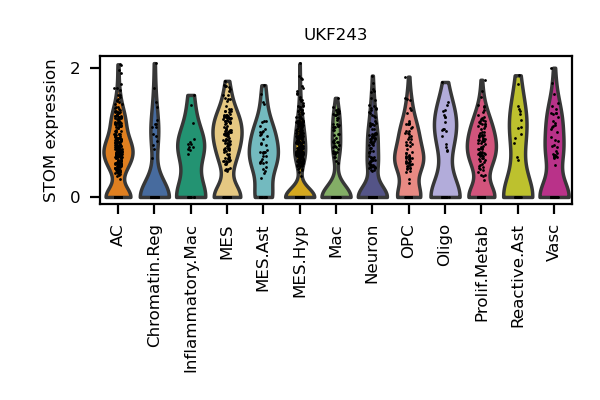 UKF243
STOM expression
2
0
AC
Chromatin.Reg
Inflammatory.Mac
MES
MES.Ast
MES.Hyp
Mac
Neuron
OPC
Oligo
Prolif.Metab
Reactive.Ast
Vasc